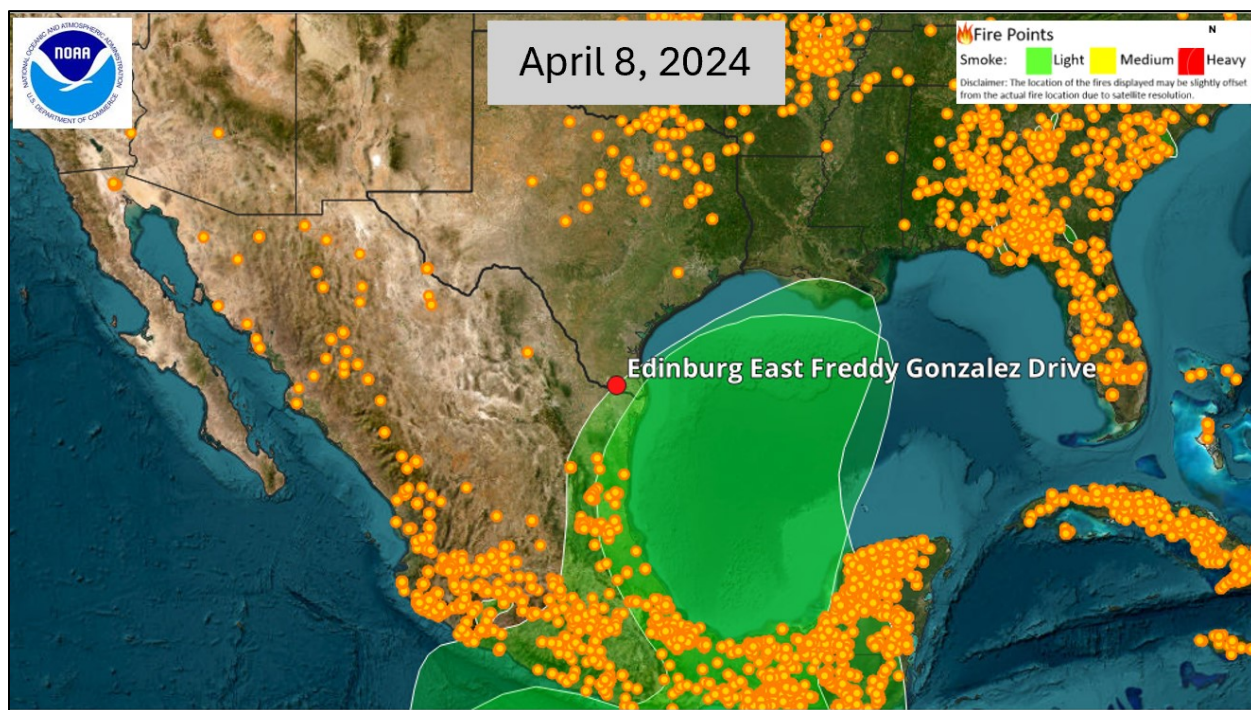 NATIONAL OCEANIC AND ATMOSPHERIC ADMINISTRATION
NOAA
U.S. DEPARTMENT OF COMMERCE
April 8, 2024
N
Fire Points
Smoke: Light Medium Heavy
Disclaimer: The location of the fires displayed may be slightly offset
from the actual fire location due to satellite resolution.
Edinburg East Freddy Gonzalez Drive